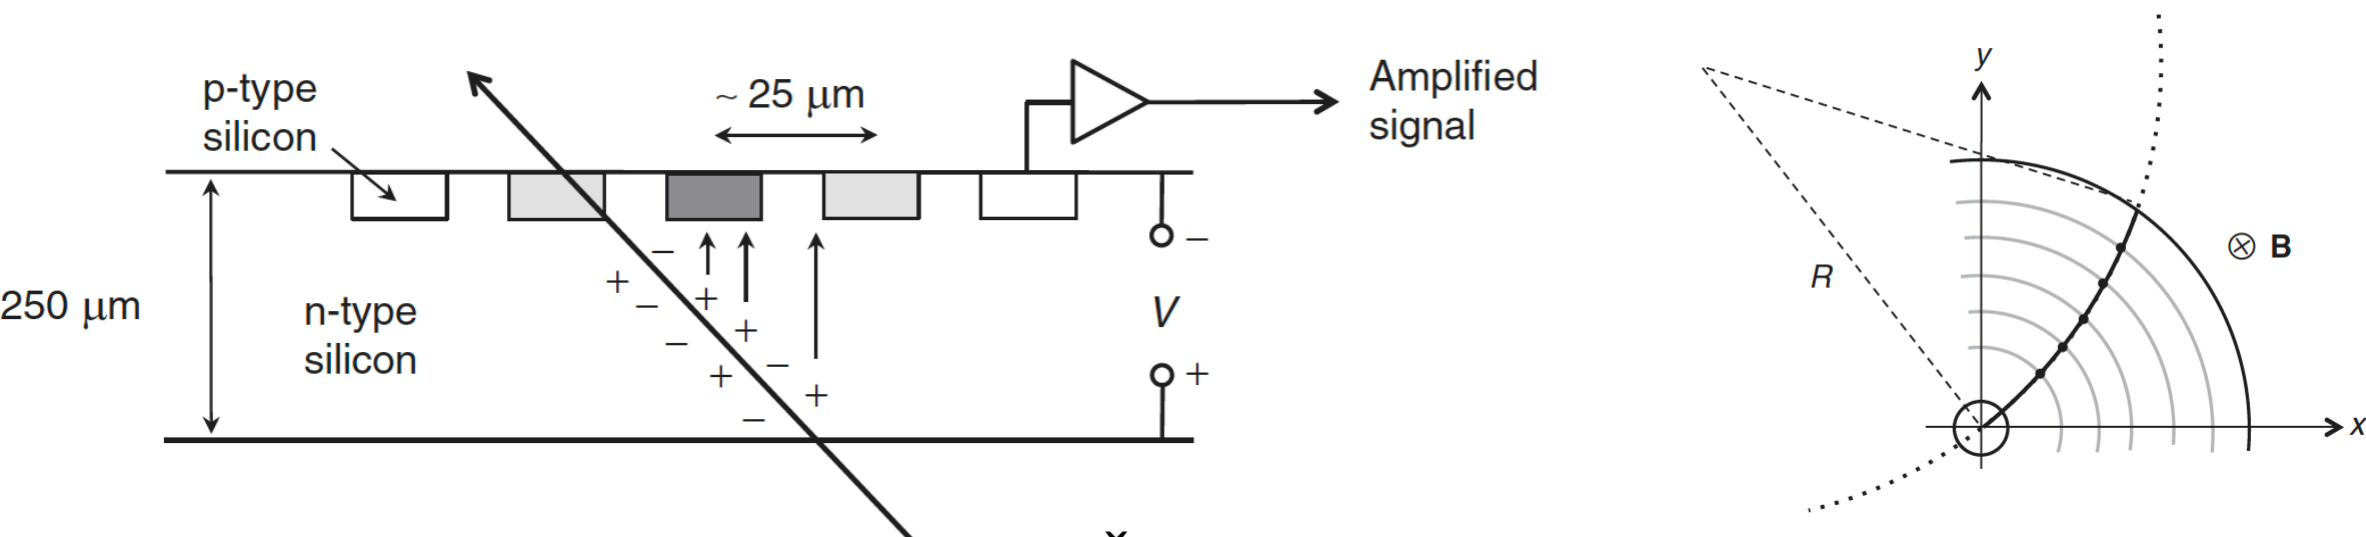 p-type
silicon
~ 25 μm
Amplified
signal
250 μm
n-type
silicon
−
V
+
− + − + − + + − − +
y
R
⊗ B
x